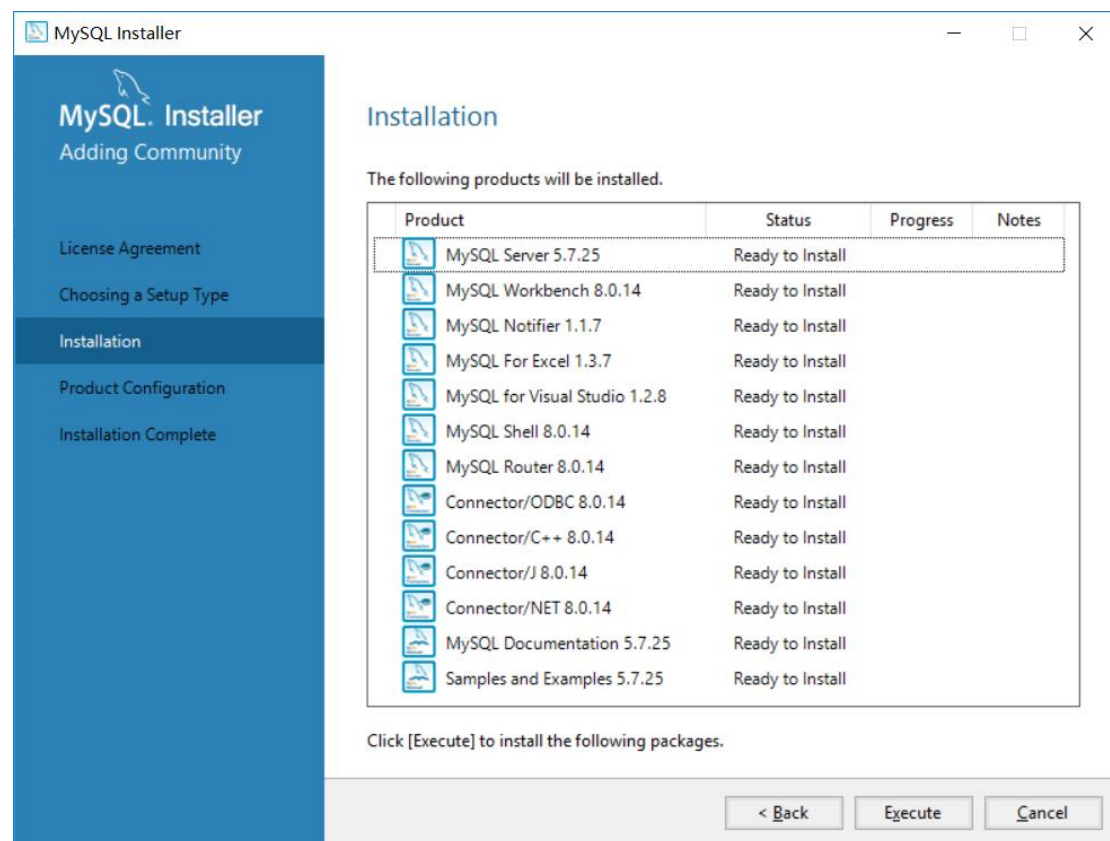 MySQL Installer
MySQL. Installer
Adding Community
License Agreement
Choosing a Setup Type
Installation
Product Configuration
Installation Complete
Installation
The following products will be installed.
Product Status Progress Notes
MySQL Server 5.7.25 Ready to Install
MySQL Workbench 8.0.14 Ready to Install
MySQL Notifier 1.1.7 Ready to Install
MySQL For Excel 1.3.7 Ready to Install
MySQL for Visual Studio 1.2.8 Ready to Install
MySQL Shell 8.0.14 Ready to Install
MySQL Router 8.0.14 Ready to Install
Connector/ODBC 8.0.14 Ready to Install
Connector/C++ 8.0.14 Ready to Install
Connector/J 8.0.14 Ready to Install
Connector/NET 8.0.14 Ready to Install
MySQL Documentation 5.7.25 Ready to Install
Samples and Examples 5.7.25 Ready to Install
Click [Execute] to install the following packages.
< Back Execute Cancel